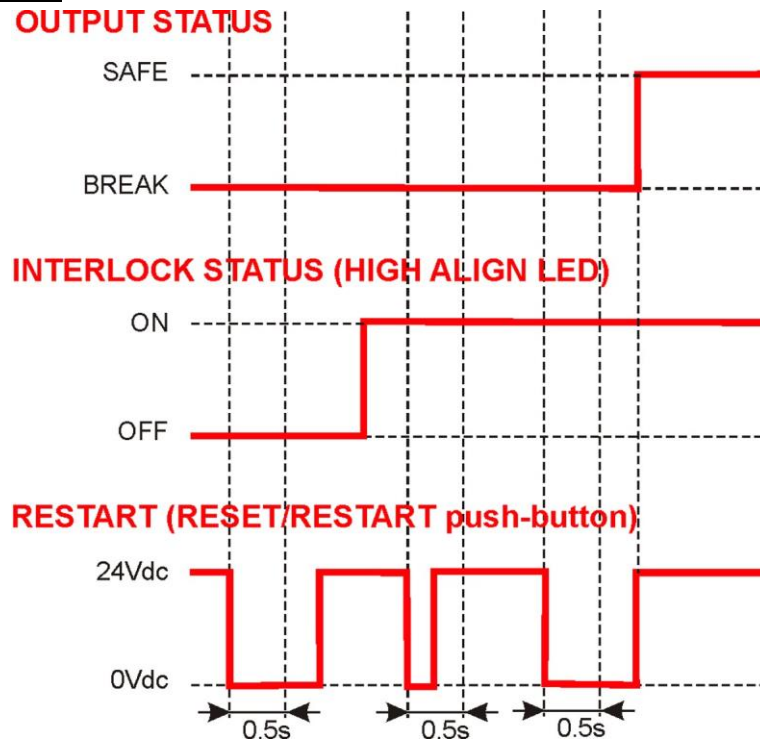 OUTPUT STATUS
SAFE
BREAK
INTERLOCK STATUS (HIGH ALIGN LED)
ON
OFF
RESTART (RESET/RESTART push-button)
24Vdc
0Vdc
0.5s 0.5s 0.5s